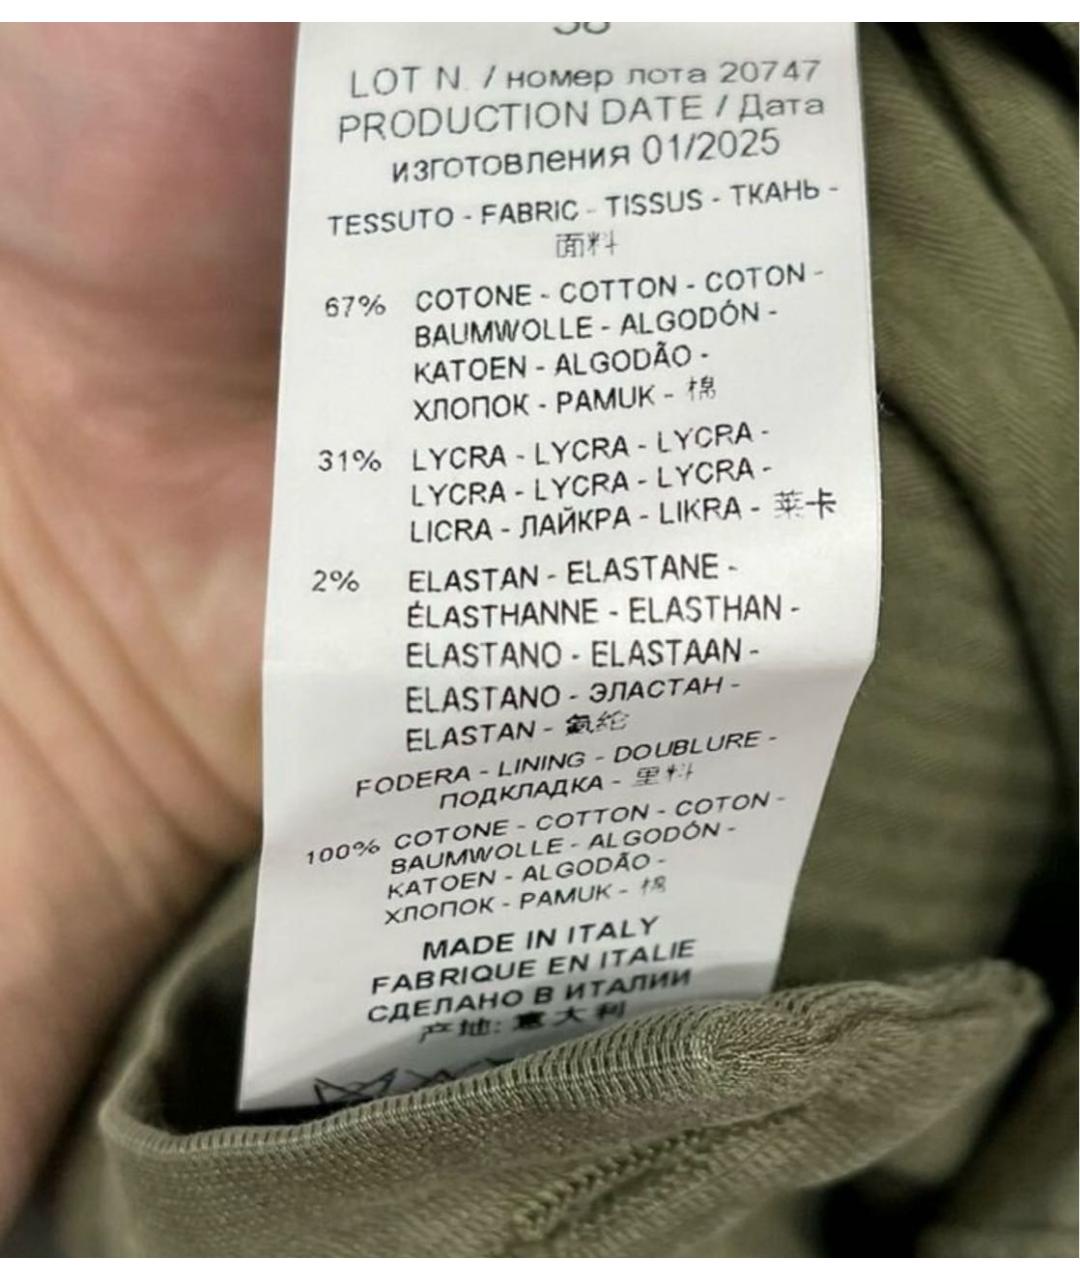 LOT N. / номер лота 20747
PRODUCTION DATE / Дата
изготовления 01/2025
TESSUTO - FABRIC - TISSUS - ТКАНЬ -
面料
67% COTONE - COTTON - COTON -
BAUMWOLLE - ALGODÓN -
KATOEN - ALGODÃO -
ХЛОПОК - PAMUK - 棉
31% LYCRA - LYCRA - LYCRA -
LYCRA - LYCRA - LYCRA -
LICRA - ЛАЙКРА - LIKRA - 莱卡
2% ELASTAN - ELASTANE -
ÉLASTHANNE - ELASTHAN -
ELASTANO - ELASTAAN -
ELASTANO - ЭЛАСТАН -
ELASTAN - 氨纶
FODERA - LINING - DOUBLURE -
ПОДКЛАДКА - 里料
100% COTONE - COTTON - COTON -
BAUMWOLLE - ALGODÓN -
KATOEN - ALGODÃO -
ХЛОПОК - PAMUK - 棉
MADE IN ITALY
FABRIQUE EN ITALIE
СДЕЛАНО В ИТАЛИИ
产地: 意大利